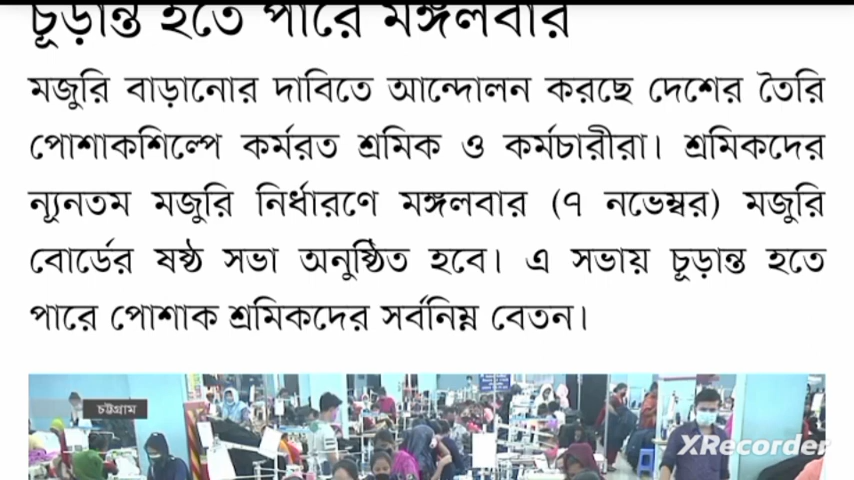 চূড়ান্ত হতে পারে মঙ্গলবার
মজুরি বাড়ানোর দাবিতে আন্দোলন করছে দেশের তৈরি
পোশাকশিল্পে কর্মরত শ্রমিক ও কর্মচারীরা। শ্রমিকদের
ন্যূনতম মজুরি নির্ধারণে মঙ্গলবার (৭ নভেম্বর) মজুরি
বোর্ডের ষষ্ঠ সভা অনুষ্ঠিত হবে। এ সভায় চূড়ান্ত হতে
পারে পোশাক শ্রমিকদের সর্বনিম্ন বেতন।
চট্টগ্রাম
XRecorder